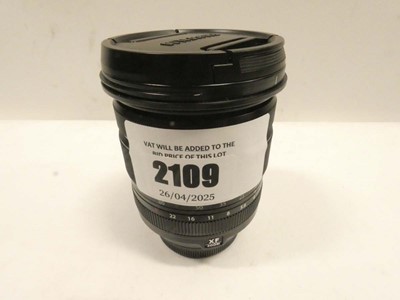 VAT WILL BE ADDED TO THE
BID PRICE OF THIS LOT
2109
26/04/2025
22 16 11 8
XF